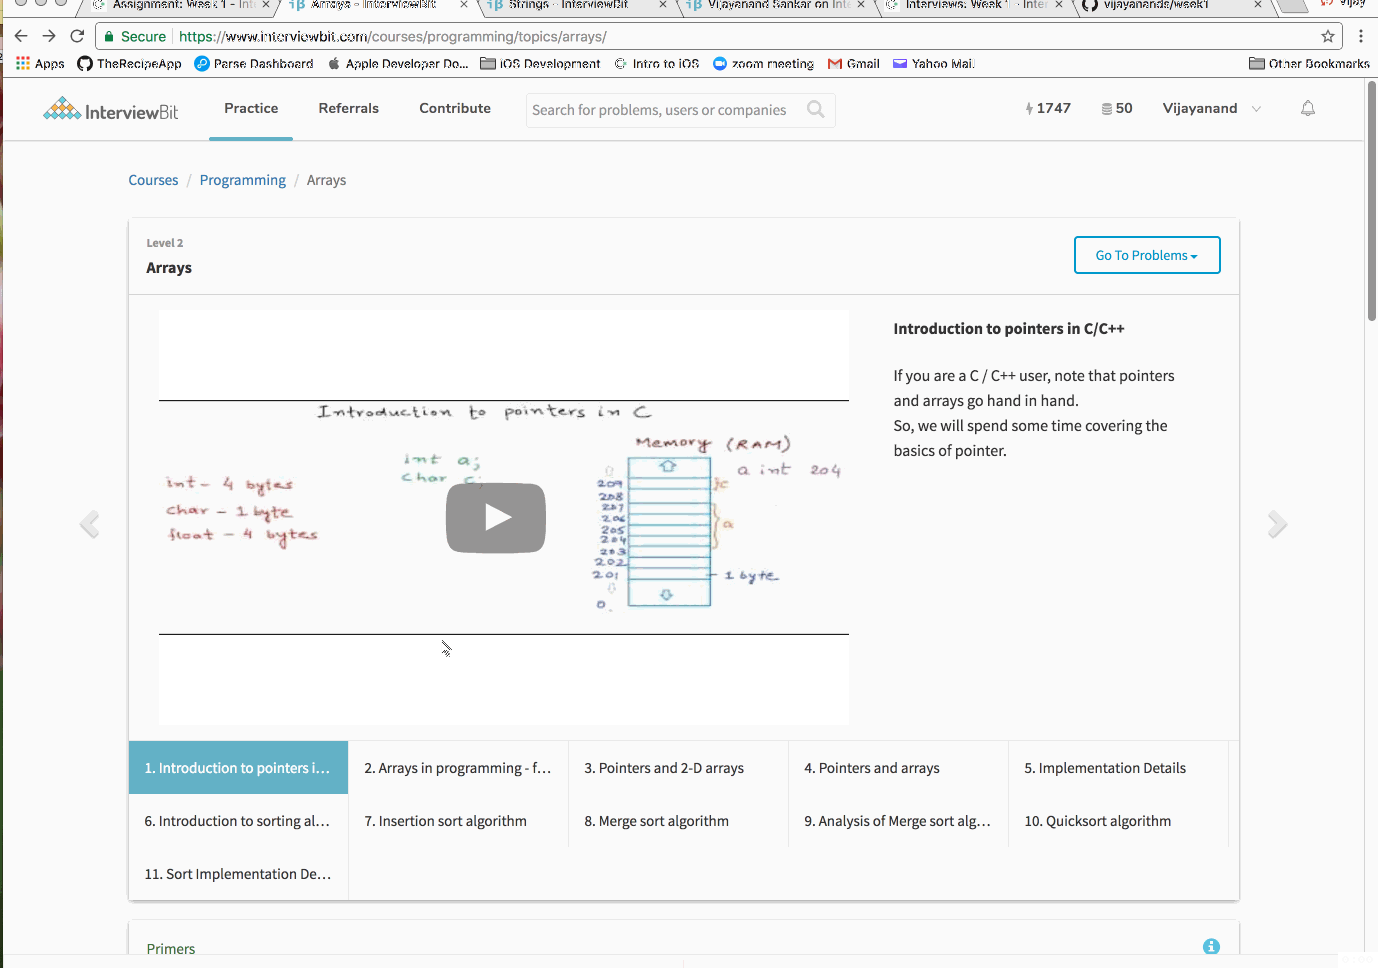 Assignment: Week 1 - Int
Arrays - InterviewBit
Strings - InterviewBit
Vijayanand Sankar on Int
Interviews: Week 1 - Inter
vijayanands/week1
Vijay
Secure
https://www.interviewbit.com/courses/programming/topics/arrays/
Apps
TheRecipeApp
Parse Dashboard
Apple Developer Do...
iOS Development
Intro to iOS
zoom meeting
Gmail
Yahoo Mail
Other Bookmarks
InterviewBit
Practice
Referrals
Contribute
Search for problems, users or companies
1747
50
Vijayanand
Courses / Programming / Arrays
Level 2
Arrays
Go To Problems
Introduction to pointers in C
int a;
char c;
int - 4 bytes
char - 1 byte
float - 4 bytes
Memory (RAM)
a int 204
209
208
207
206
205
204
203
202
201
0.
}c
}a
- 1 byte
Introduction to pointers in C/C++
If you are a C / C++ user, note that pointers
and arrays go hand in hand.
So, we will spend some time covering the
basics of pointer.
1. Introduction to pointers i...
2. Arrays in programming - f...
3. Pointers and 2-D arrays
4. Pointers and arrays
5. Implementation Details
6. Introduction to sorting al...
7. Insertion sort algorithm
8. Merge sort algorithm
9. Analysis of Merge sort alg...
10. Quicksort algorithm
11. Sort Implementation De...
Primers